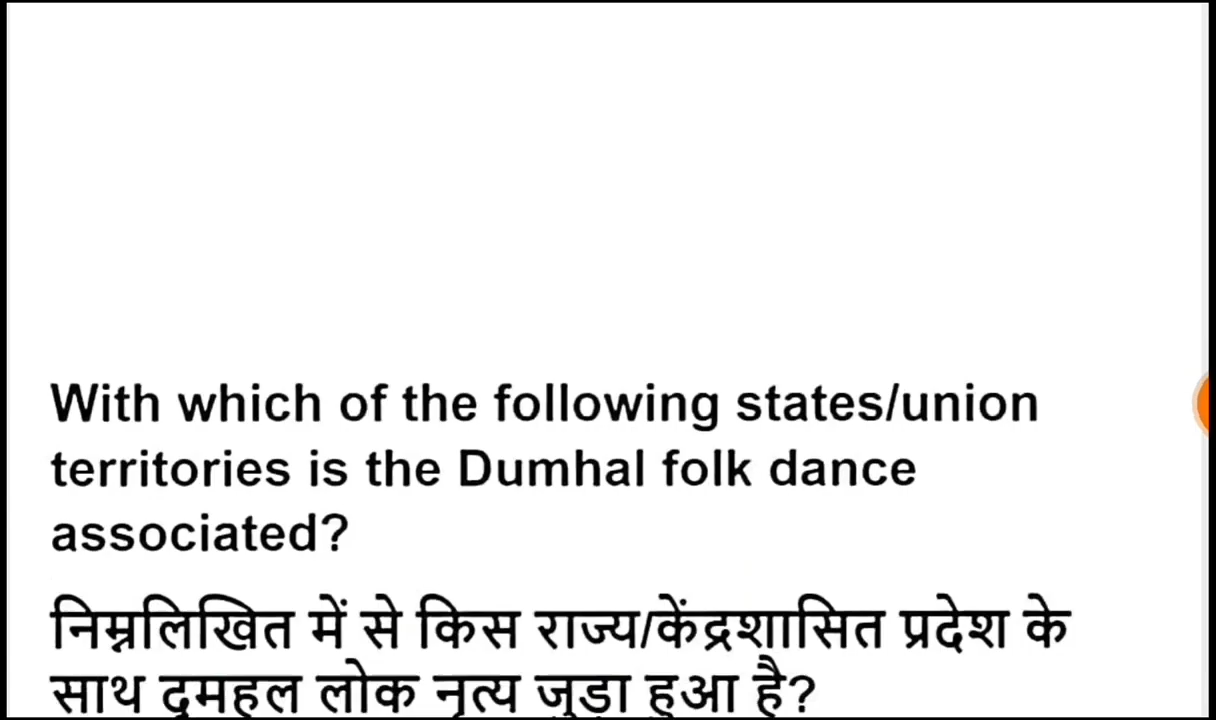 With which of the following states/union
territories is the Dumhal folk dance
associated?
निम्नलिखित में से किस राज्य/केंद्रशासित प्रदेश के
साथ दुमहल लोक नृत्य जुड़ा हुआ है?